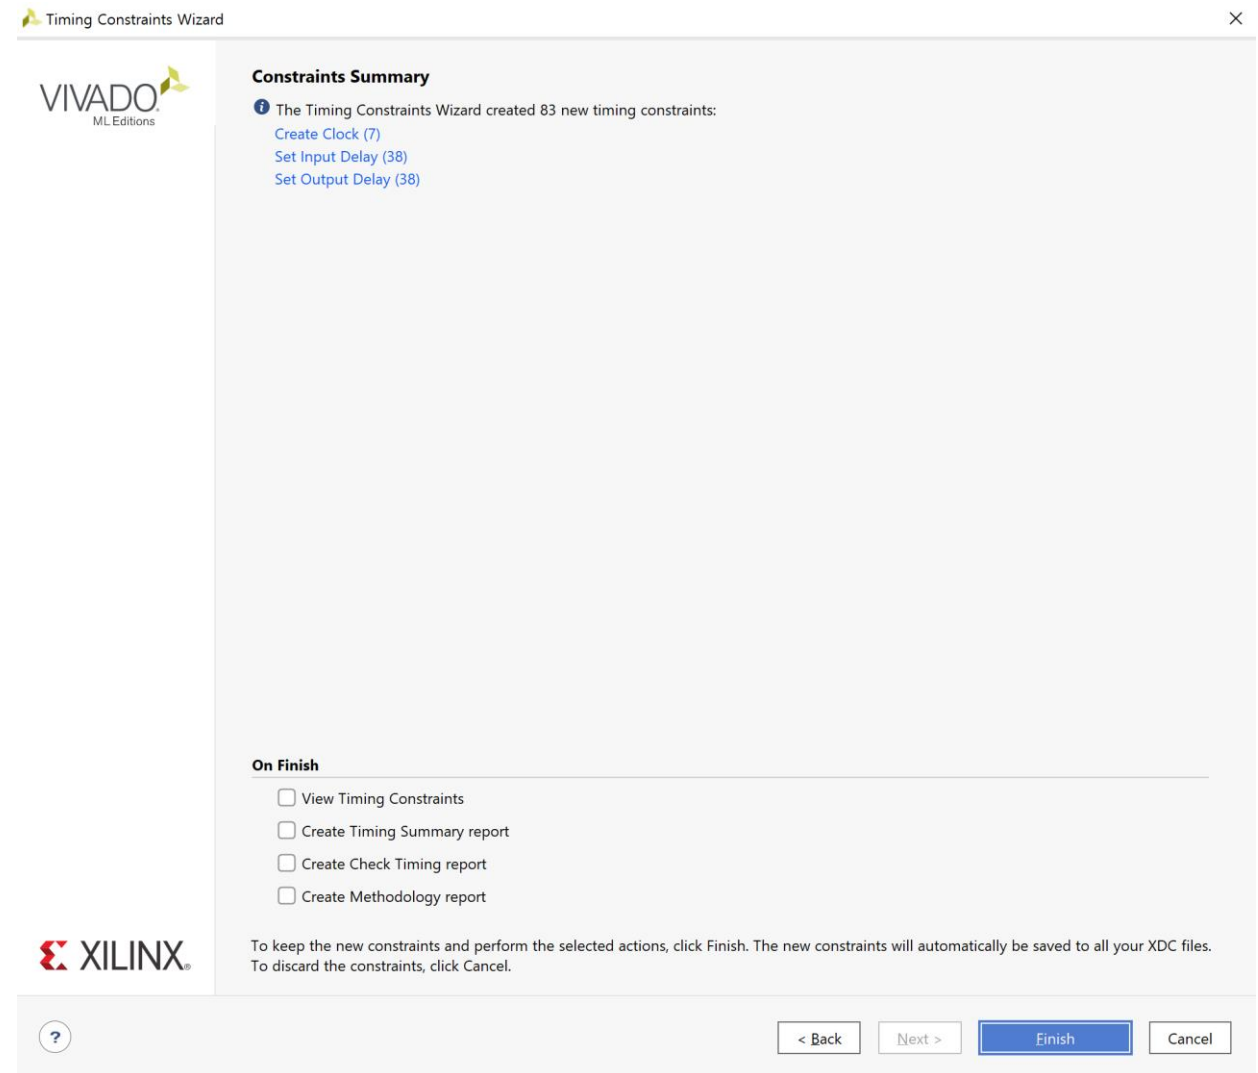 Timing Constraints Wizard
VIVADO.
ML Editions
Constraints Summary
The Timing Constraints Wizard created 83 new timing constraints:
Create Clock (7)
Set Input Delay (38)
Set Output Delay (38)
On Finish
View Timing Constraints
Create Timing Summary report
Create Check Timing report
Create Methodology report
XILINX
To keep the new constraints and perform the selected actions, click Finish. The new constraints will automatically be saved to all your XDC files.
To discard the constraints, click Cancel.
?
< Back
Next >
Finish
Cancel